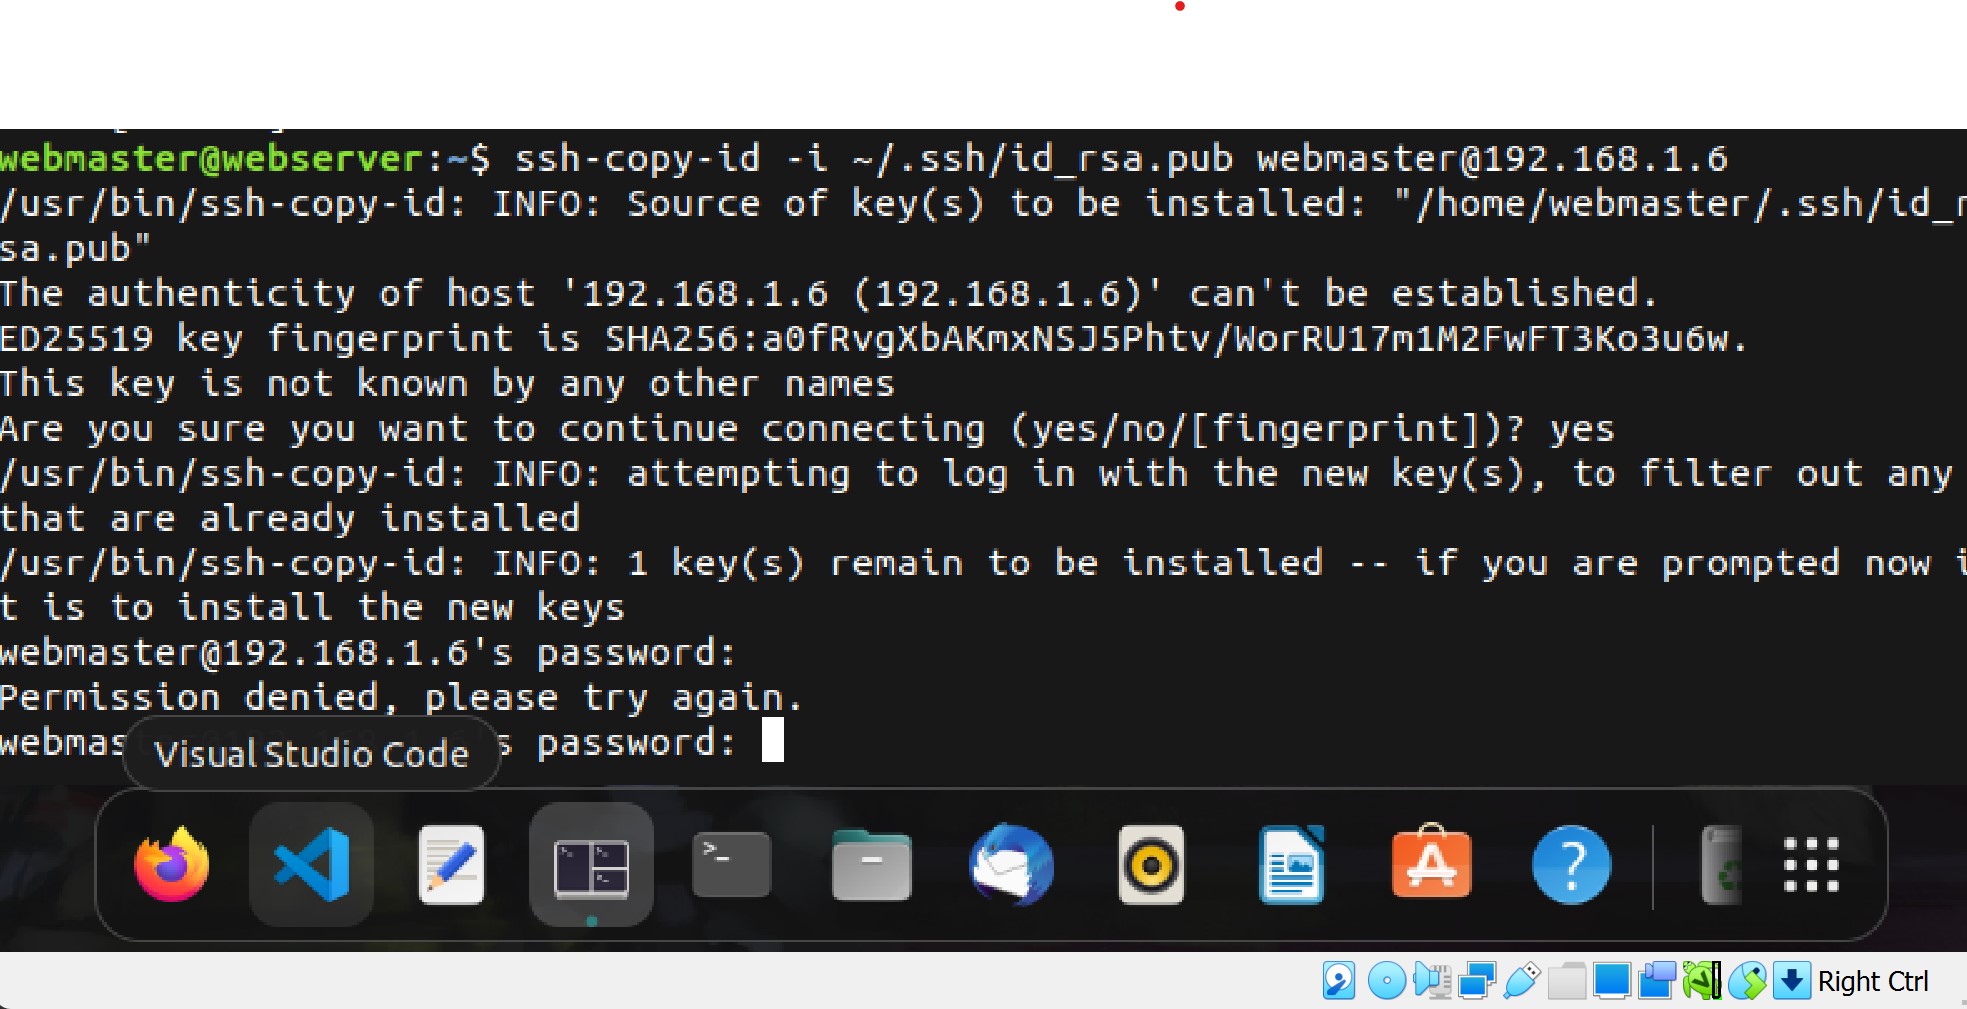 webmaster@webserver:~$ ssh-copy-id -i ~/.ssh/id_rsa.pub webmaster@192.168.1.6
/usr/bin/ssh-copy-id: INFO: Source of key(s) to be installed: "/home/webmaster/.ssh/id_r
sa.pub"
The authenticity of host '192.168.1.6 (192.168.1.6)' can't be established.
ED25519 key fingerprint is SHA256:a0fRvgXbAKmxNSJ5Phtv/WorRU17m1M2FwFT3Ko3u6w.
This key is not known by any other names
Are you sure you want to continue connecting (yes/no/[fingerprint])? yes
/usr/bin/ssh-copy-id: INFO: attempting to log in with the new key(s), to filter out any
that are already installed
/usr/bin/ssh-copy-id: INFO: 1 key(s) remain to be installed -- if you are prompted now i
t is to install the new keys
webmaster@192.168.1.6's password:
Permission denied, please try again.
webmas 's password:
Visual Studio Code
Right Ctrl